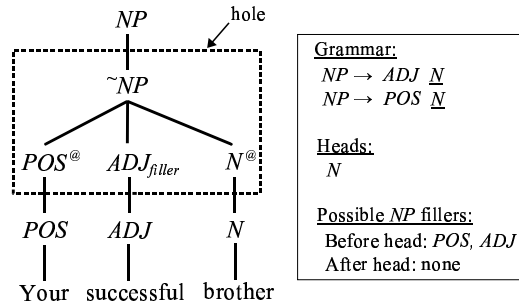 NP
hole
~NP
POS@ ADJfiller N@
POS ADJ N
Your successful brother
Grammar:
NP → ADJ N
NP → POS N
Heads:
N
Possible NP fillers:
Before head: POS, ADJ
After head: none